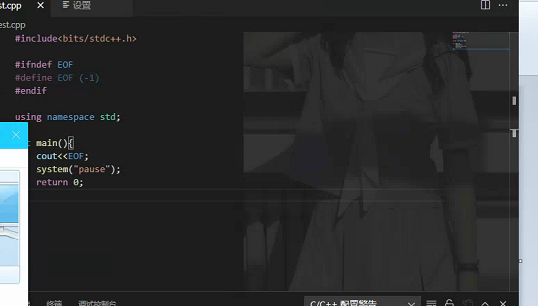 est.cpp
设置
est.cpp
#include<bits/stdc++.h>
#ifndef EOF
#define EOF (-1)
#endif
using namespace std;
main(){
cout<<EOF;
system("pause");
return 0;
终端 调试控制台
C/C++ 配置警告